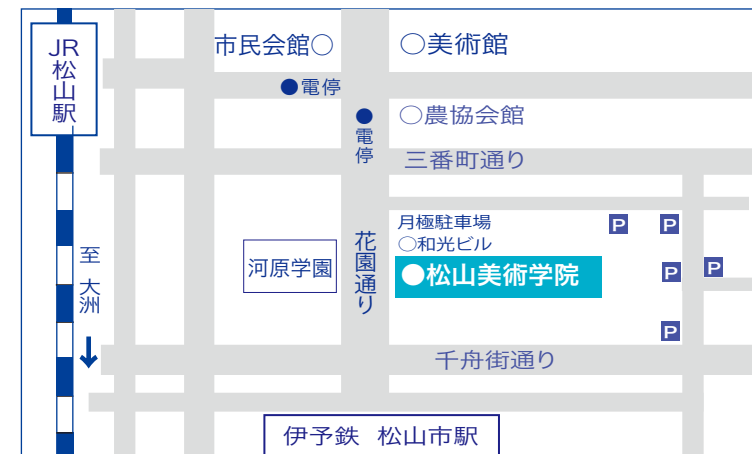 JR松山駅
市民会館○
○美術館
●電停
○農協会館
●電停
三番町通り
月極駐車場
P
P
○和光ビル
花園通り
至 大洲
河原学園
●松山美術学院
P
P
P
千舟街通り
伊予鉄 松山市駅